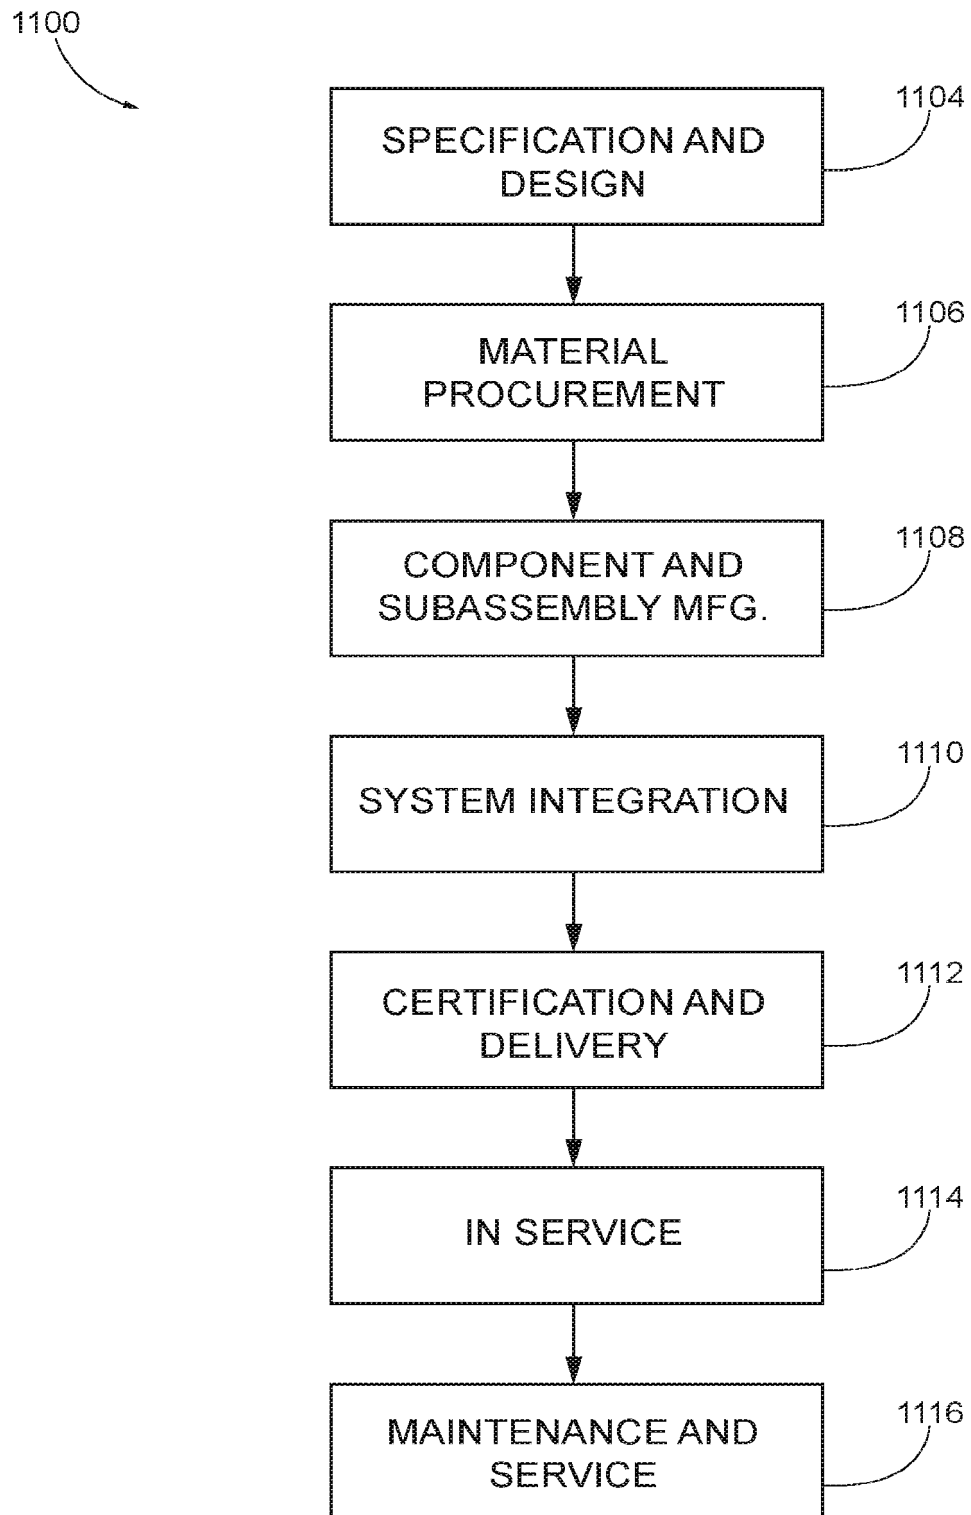 1100
1104
SPECIFICATION AND
DESIGN
1106
MATERIAL
PROCUREMENT
1108
COMPONENT AND
SUBASSEMBLY MFG.
1110
SYSTEM INTEGRATION
1112
CERTIFICATION AND
DELIVERY
1114
IN SERVICE
1116
MAINTENANCE AND
SERVICE